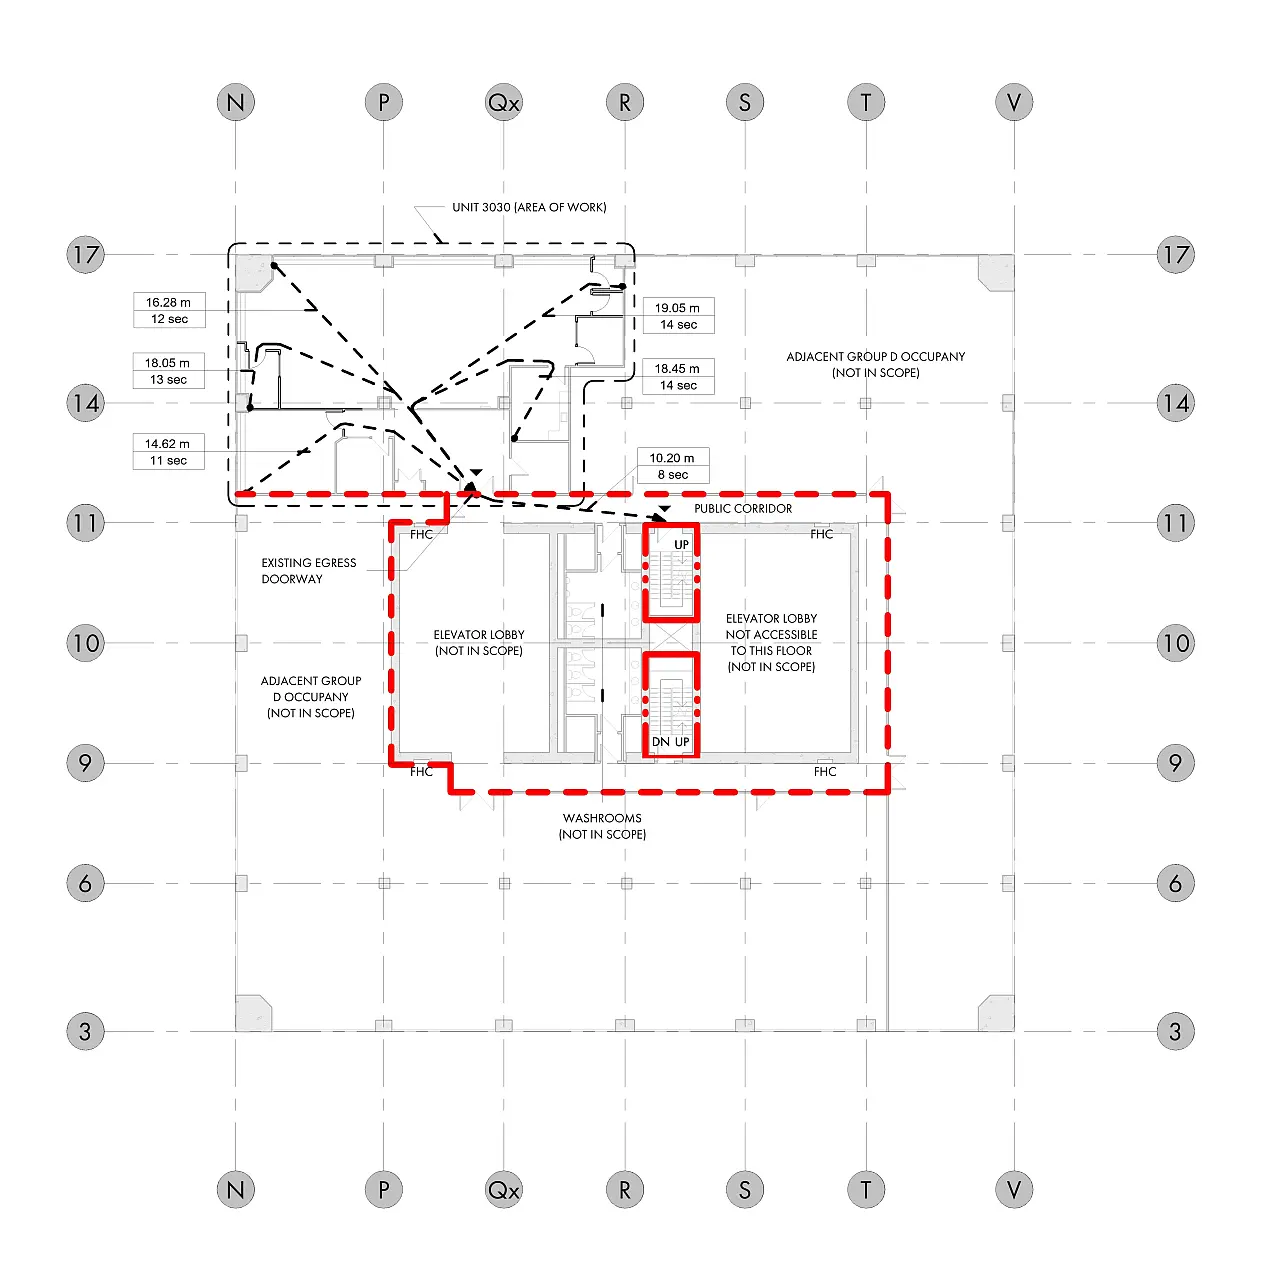 N P Qx R S T V
UNIT 3030 (AREA OF WORK)
17 17
16.28 m
12 sec
19.05 m
14 sec
18.05 m
13 sec
18.45 m
14 sec
ADJACENT GROUP D OCCUPANY
(NOT IN SCOPE)
14 14
14.62 m
11 sec
10.20 m
8 sec
PUBLIC CORRIDOR
11 11
FHC
FHC
UP
EXISTING EGRESS
DOORWAY
ELEVATOR LOBBY
(NOT IN SCOPE)
ELEVATOR LOBBY
NOT ACCESSIBLE
TO THIS FLOOR
(NOT IN SCOPE)
10 10
ADJACENT GROUP
D OCCUPANY
(NOT IN SCOPE)
DN UP
9 9
FHC
FHC
WASHROOMS
(NOT IN SCOPE)
6 6
3 3
N P Qx R S T V